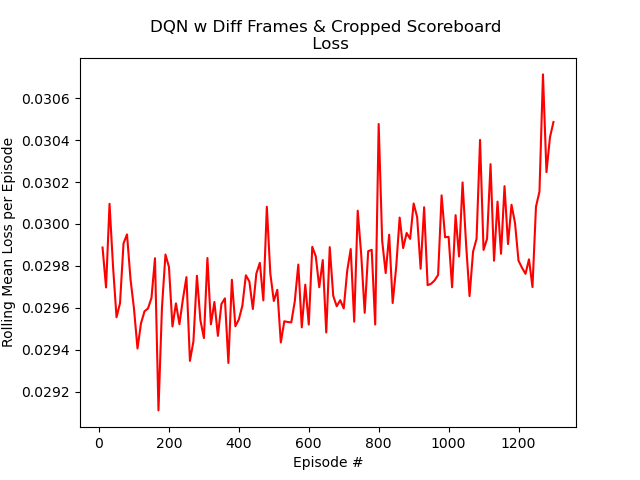 DQN w Diff Frames & Cropped Scoreboard
Loss
Rolling Mean Loss per Episode
0.0306
0.0304
0.0302
0.0300
0.0298
0.0296
0.0294
0.0292
0 200 400 600 800 1000 1200
Episode #